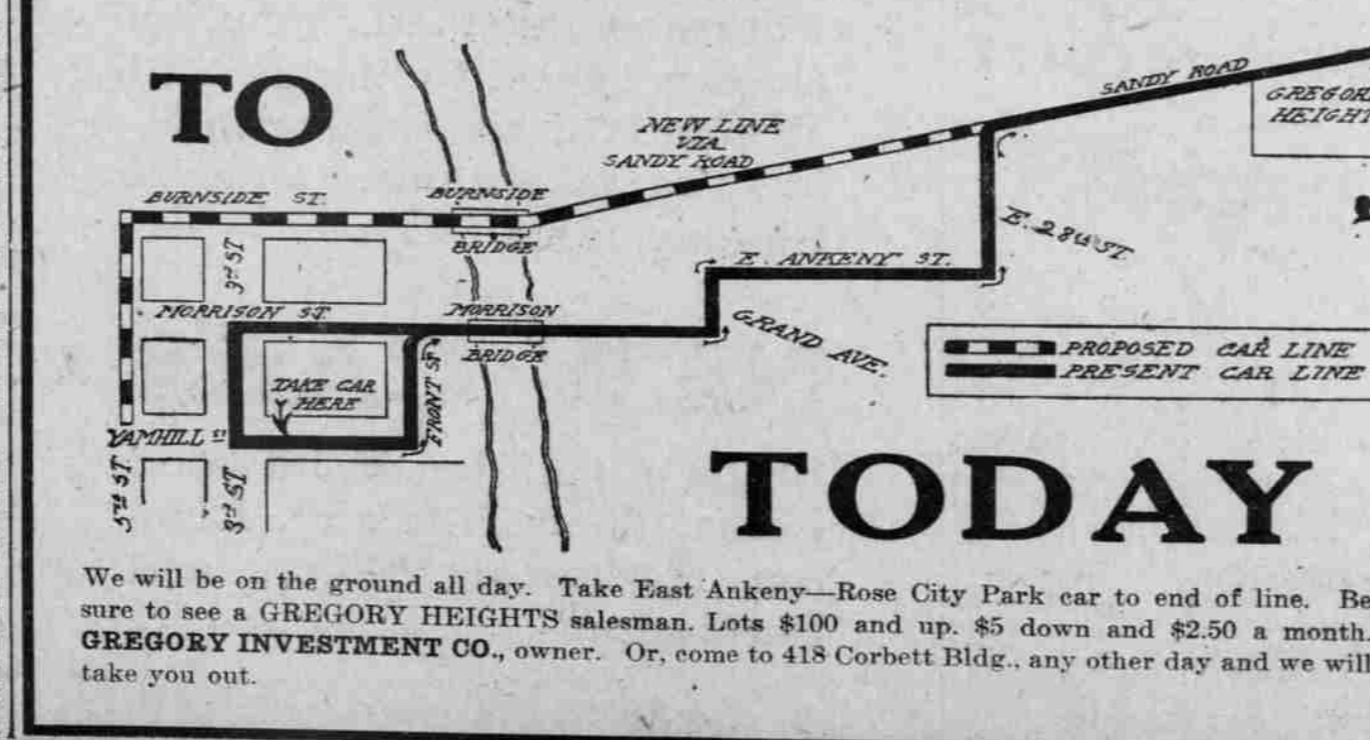 TO
SANDY ROAD
GREGOR
HEIGHT
NEW LINE
VIA
SANDY ROAD
BURNSIDE ST.
BURNSIDE
BRIDGE
3RD ST
E. 28TH ST
E. ANKENY ST.
MORRISON ST.
MORRISON
BRIDGE
GRAND AVE.
PROPOSED CAR LINE
PRESENT CAR LINE
TAKE CAR
HERE
FRONT ST
YAMHILL ST
5TH ST
3RD ST
TODAY
We will be on the ground all day. Take East Ankeny—Rose City Park car to end of line. Be
sure to see a GREGORY HEIGHTS salesman. Lots $100 and up. $5 down and $2.50 a month.
GREGORY INVESTMENT CO., owner. Or, come to 418 Corbett Bldg., any other day and we will
take you out.